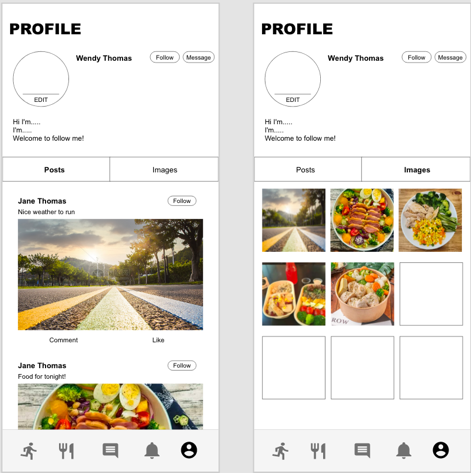 PROFILE
Wendy Thomas
Follow
Message
EDIT
Hi I'm.....
I'm.....
Welcome to follow me!
Posts
Images
Jane Thomas
Follow
Nice weather to run
Comment
Like
Jane Thomas
Follow
Food for tonight!
PROFILE
Wendy Thomas
Follow
Message
EDIT
Hi I'm.....
I'm.....
Welcome to follow me!
Posts
Images
ROW